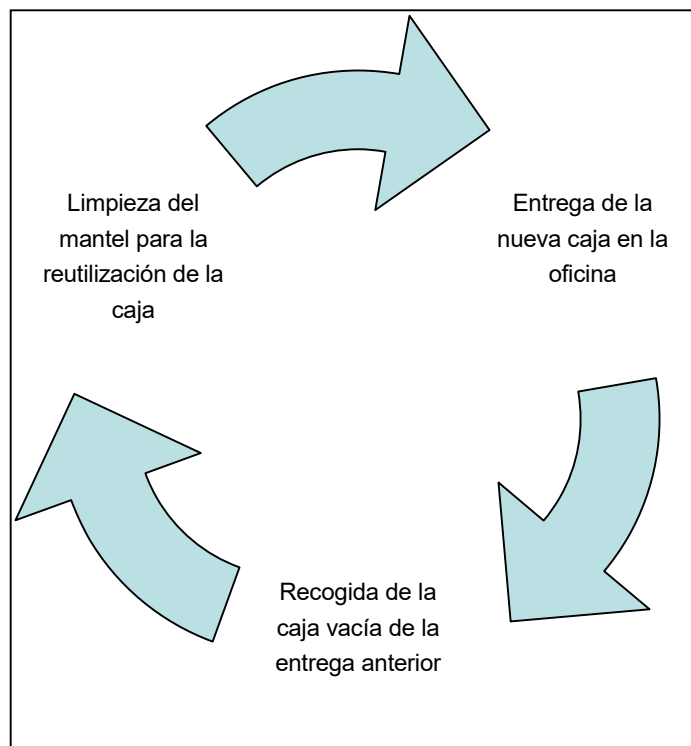 Limpieza del
mantel para la
reutilización de la
caja
Entrega de la
nueva caja en la
oficina
Recogida de la
caja vacía de la
entrega anterior